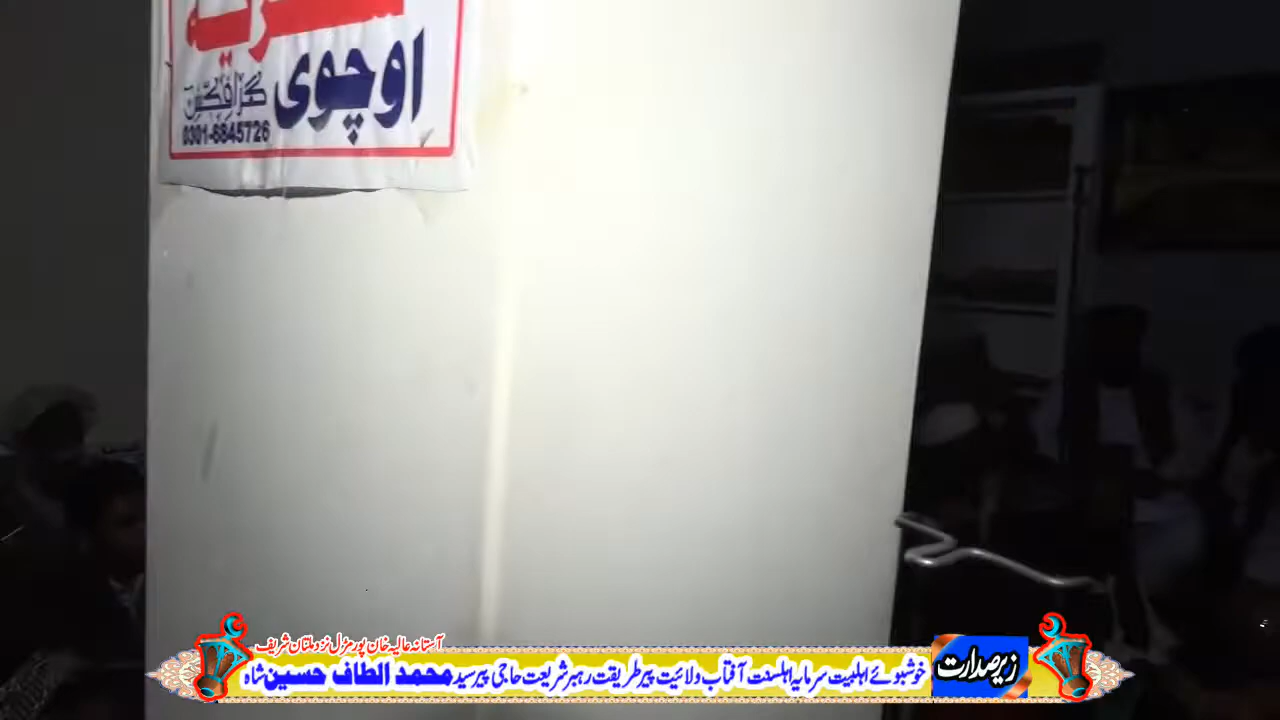 اوچوی
گرافکس
0301-6845726
آستانہ عالیہ خان پور مڑل نزد ملتان شریف
زیر صدارت
خوشبوئے اہلبیت سرمایہ اہلسنت آفتاب ولائیت پیر طریقت رہبر شریعت حاجی پیر سید محمد الطاف حسین شاہ